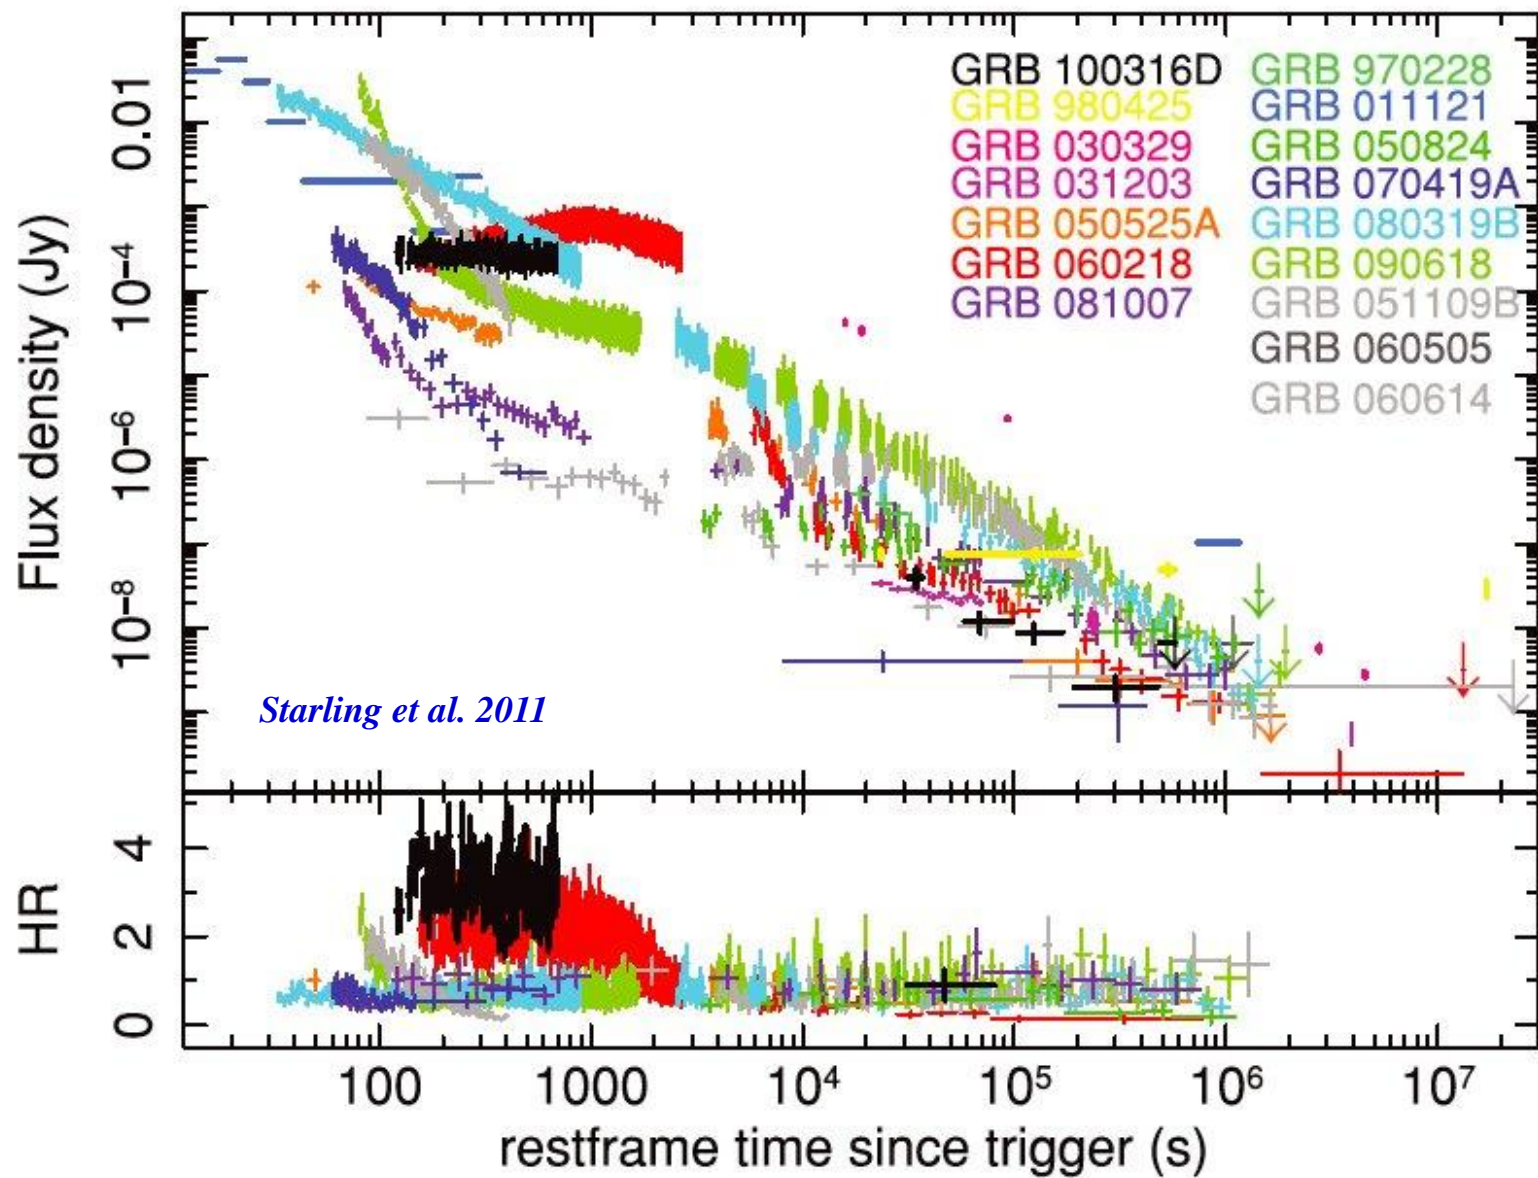 GRB 100316D GRB 970228
GRB 980425 GRB 011121
GRB 030329 GRB 050824
GRB 031203 GRB 070419A
GRB 050525A GRB 080319B
GRB 060218 GRB 090618
GRB 081007 GRB 051109B
GRB 060505
GRB 060614
Flux density (Jy)
0.01
10⁻⁴
10⁻⁶
10⁻⁸
Starling et al. 2011
HR
4
2
0
100 1000 10⁴ 10⁵ 10⁶ 10⁷
restframe time since trigger (s)